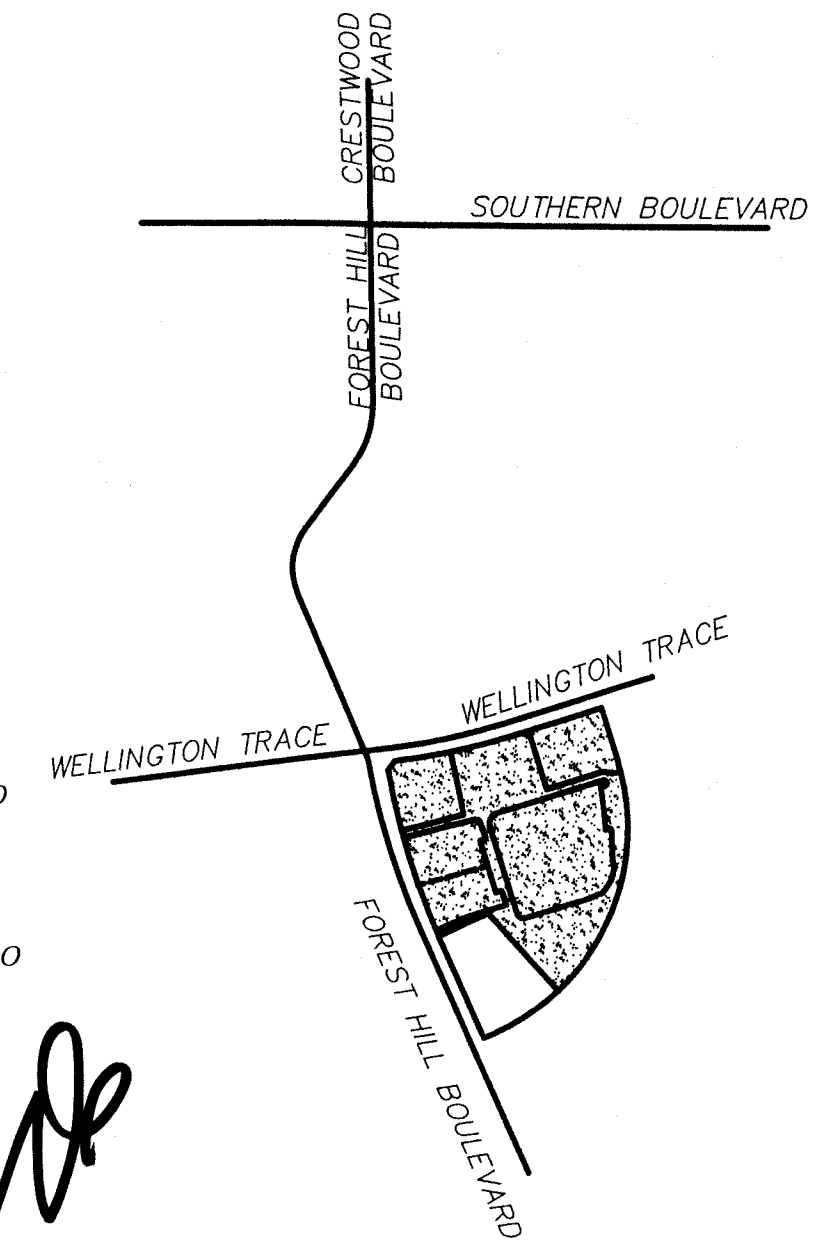 CRESTWOOD
BOULEVARD
SOUTHERN BOULEVARD
FOREST HILL
BOULEVARD
WELLINGTON TRACE
WELLINGTON TRACE
FOREST HILL BOULEVARD